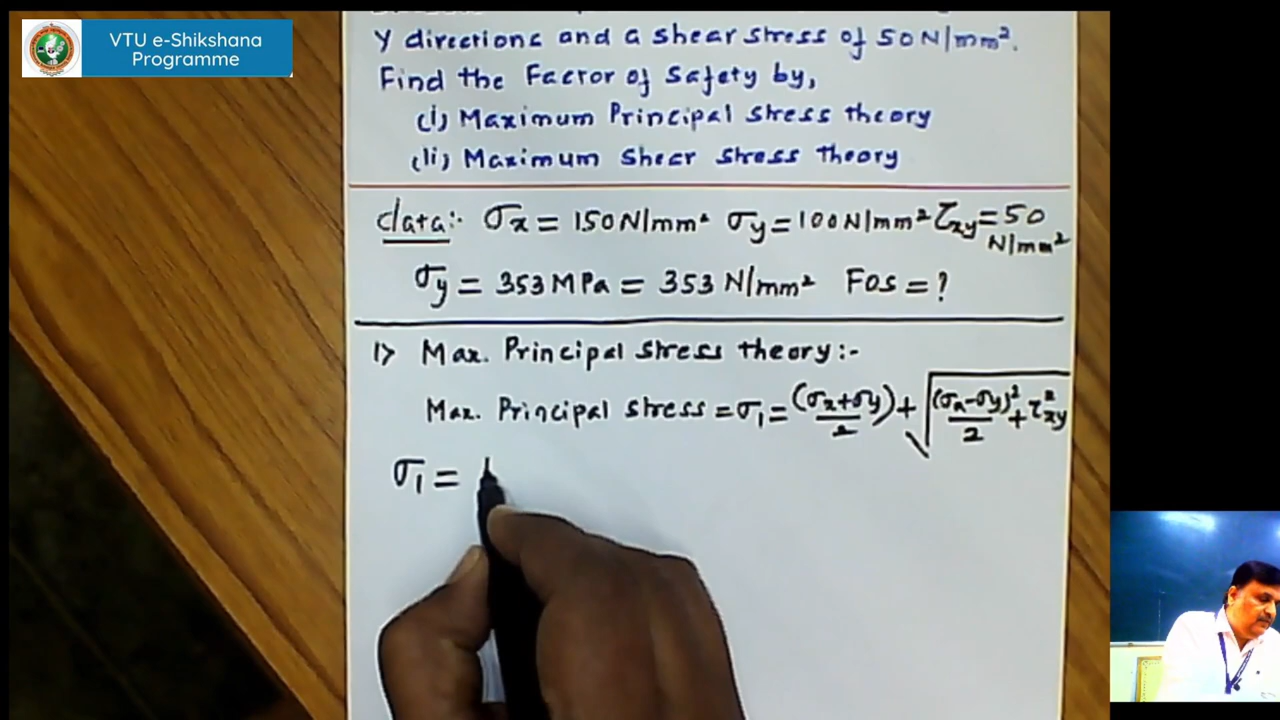 VTU e-Shikshana
Programme
Y directions and a shear stress of 50 N/mm².
Find the Factor of Safety by,
(i) Maximum Principal stress theory
(ii) Maximum Shear stress Theory
data:- σx = 150 N/mm² σy = 100 N/mm² τxy = 50 N/mm²
σy = 353 MPa = 353 N/mm² FOS = ?
1> Max. Principal stress theory:-
Max. Principal stress = σ1 = (σx+σy)/2 + √((σx-σy)²/2 + τ²xy)
σ1 =